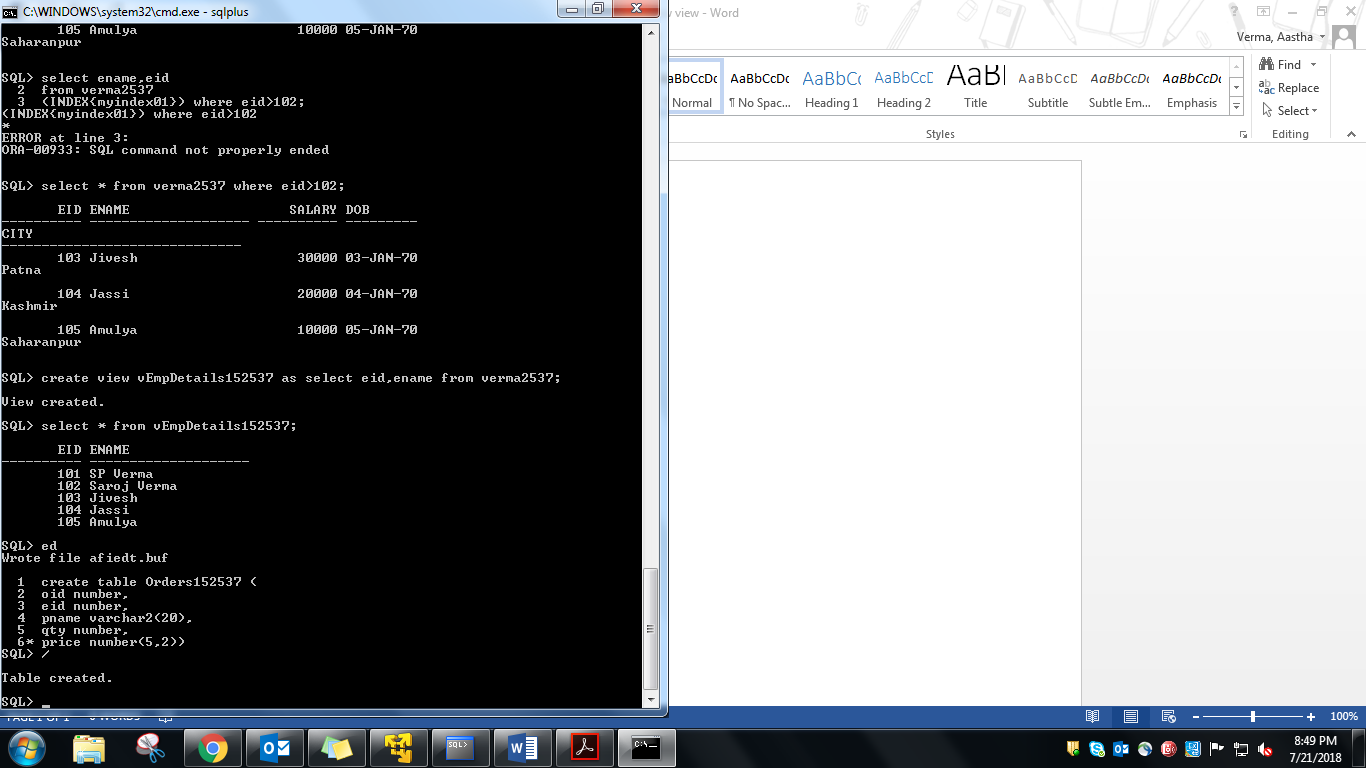 C:\WINDOWS\system32\cmd.exe - sqlplus
105 Amulya 10000 05-JAN-70
Saharanpur
SQL> select ename,eid
2 from verma2537
3 (INDEX(myindex01)) where eid>102;
(INDEX(myindex01)) where eid>102
*
ERROR at line 3:
ORA-00933: SQL command not properly ended
SQL> select * from verma2537 where eid>102;
EID ENAME SALARY DOB
---------- -------------------- ---------- ---------
CITY
------------------------------
103 Jivesh 30000 03-JAN-70
Patna
104 Jassi 20000 04-JAN-70
Kashmir
105 Amulya 10000 05-JAN-70
Saharanpur
SQL> create view vEmpDetails152537 as select eid,ename from verma2537;
View created.
SQL> select * from vEmpDetails152537;
EID ENAME
---------- --------------------
101 SP Verma
102 Saroj Verma
103 Jivesh
104 Jassi
105 Amulya
SQL> ed
Wrote file afiedt.buf
1 create table Orders152537 (
2 oid number,
3 eid number,
4 pname varchar2(20),
5 qty number,
6* price number(5,2))
SQL> /
Table created.
SQL> _
view - Word
Verma, Aastha
AaBbCcDc AaBbCcDc AaBbCc AaBbCcD AaB AaBbCcD AaBbCcDc AaBbCcDc
Normal ¶ No Spac... Heading 1 Heading 2 Title Subtitle Subtle Em... Emphasis
Styles
Find
Replace
Select
Editing
100%
SQL>
C:\
8:49 PM
7/21/2018